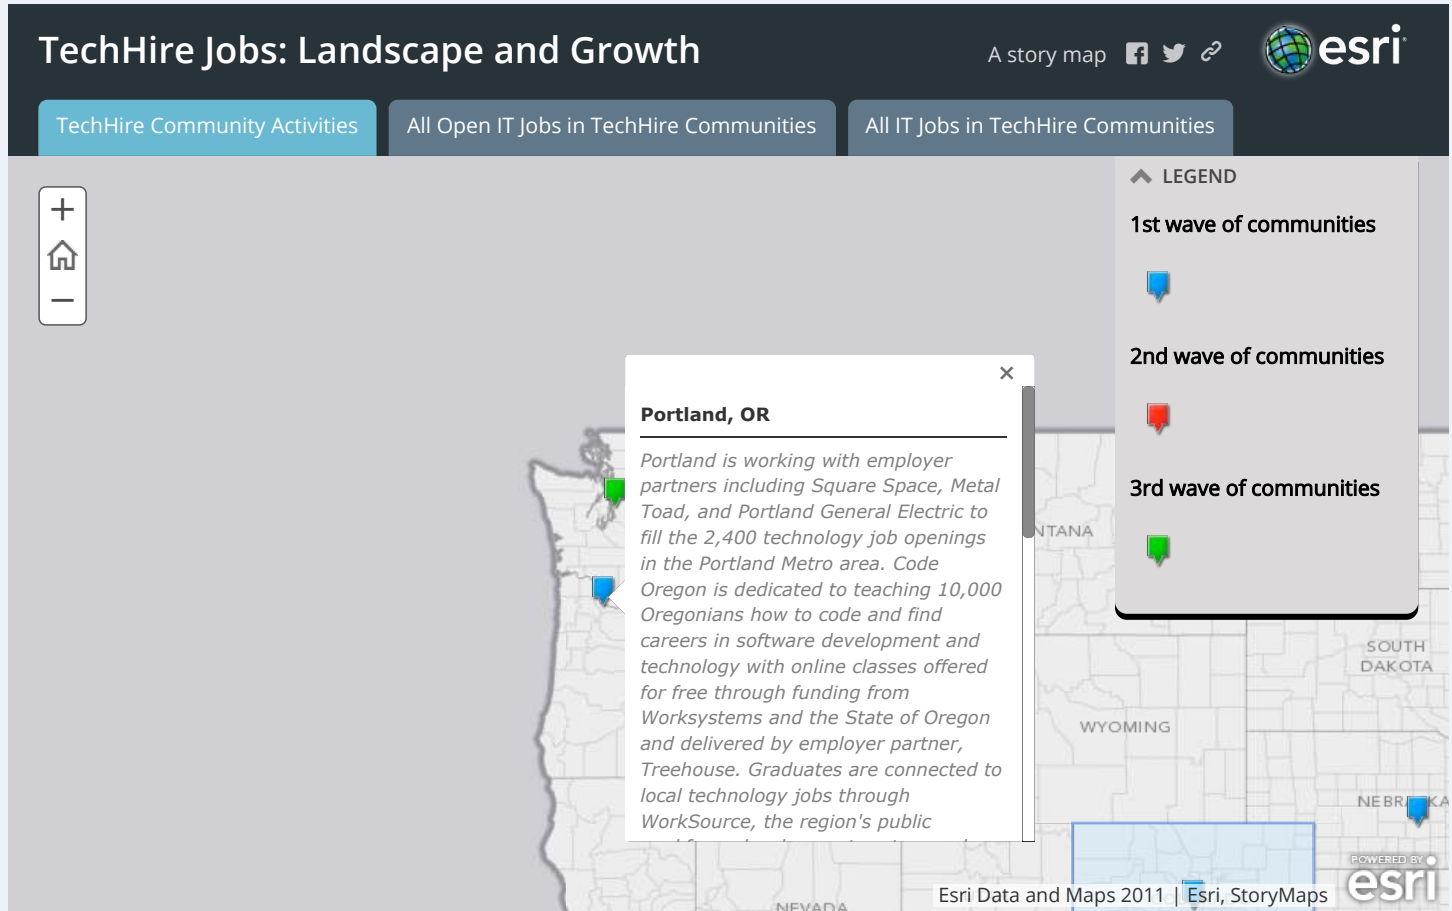 TechHire Jobs: Landscape and Growth
A story map
esri
TechHire Community Activities
All Open IT Jobs in TechHire Communities
All IT Jobs in TechHire Communities
+
−
LEGEND
1st wave of communities
2nd wave of communities
3rd wave of communities
×
Portland, OR
Portland is working with employer
partners including Square Space, Metal
Toad, and Portland General Electric to
fill the 2,400 technology job openings
in the Portland Metro area. Code
Oregon is dedicated to teaching 10,000
Oregonians how to code and find
careers in software development and
technology with online classes offered
for free through funding from
Worksystems and the State of Oregon
and delivered by employer partner,
Treehouse. Graduates are connected to
local technology jobs through
WorkSource, the region's public
NTANA
SOUTH
DAKOTA
WYOMING
NEVADA
POWERED BY
esri
Esri Data and Maps 2011 | Esri, StoryMaps